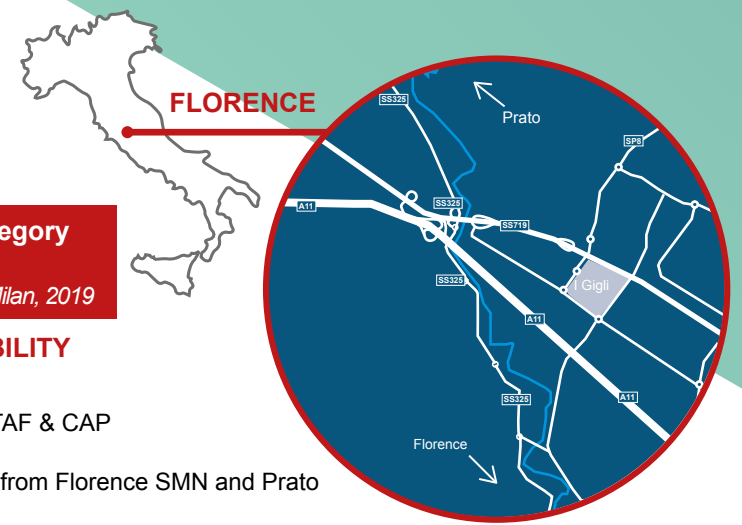 FLORENCE
egory
ilan, 2019
BILITY
TAF & CAP
from Florence SMN and Prato
SS325
Prato
SP8
A11
SS325
SS719
SS325
I Gigli
A11
SS325
A11
Florence